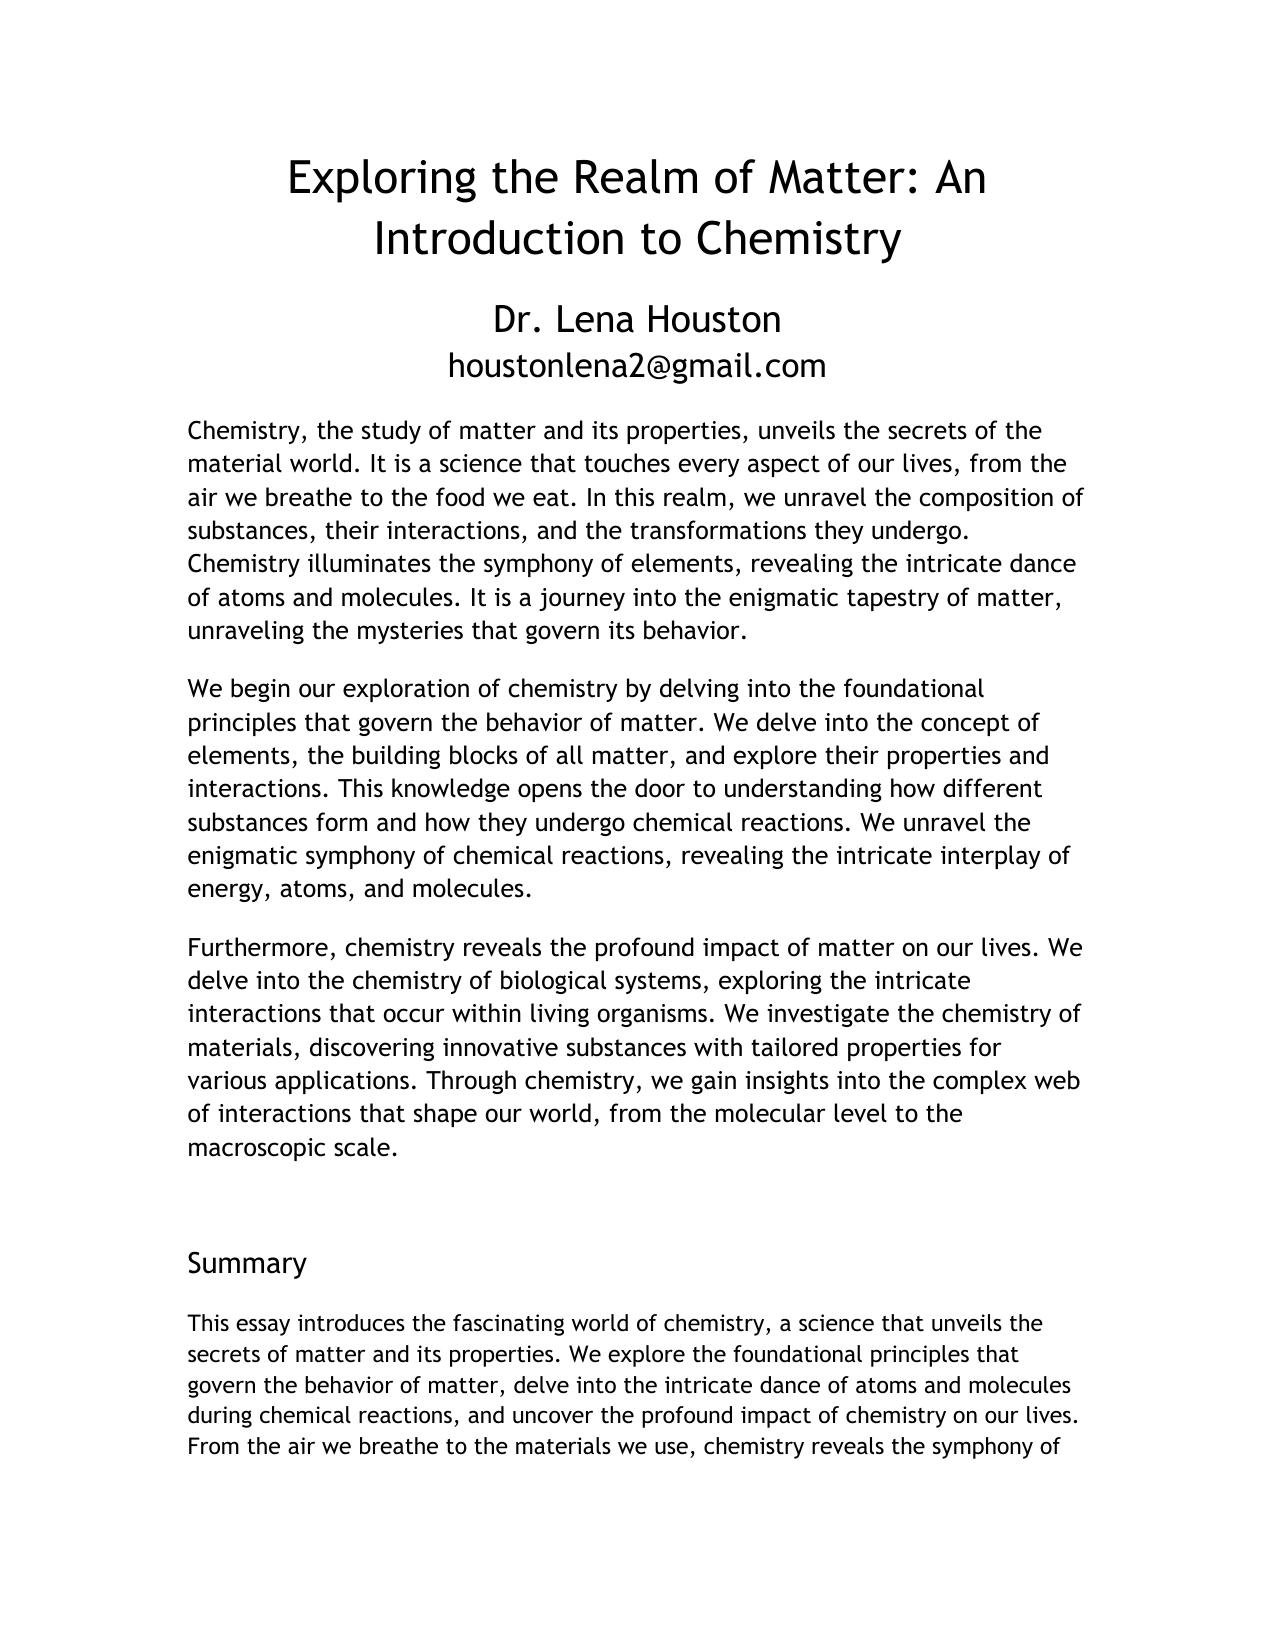 Exploring the Realm of Matter: An
Introduction to Chemistry
Dr. Lena Houston
houstonlena2@gmail.com
Chemistry, the study of matter and its properties, unveils the secrets of the
material world. It is a science that touches every aspect of our lives, from the
air we breathe to the food we eat. In this realm, we unravel the composition of
substances, their interactions, and the transformations they undergo.
Chemistry illuminates the symphony of elements, revealing the intricate dance
of atoms and molecules. It is a journey into the enigmatic tapestry of matter,
unraveling the mysteries that govern its behavior.
We begin our exploration of chemistry by delving into the foundational
principles that govern the behavior of matter. We delve into the concept of
elements, the building blocks of all matter, and explore their properties and
interactions. This knowledge opens the door to understanding how different
substances form and how they undergo chemical reactions. We unravel the
enigmatic symphony of chemical reactions, revealing the intricate interplay of
energy, atoms, and molecules.
Furthermore, chemistry reveals the profound impact of matter on our lives. We
delve into the chemistry of biological systems, exploring the intricate
interactions that occur within living organisms. We investigate the chemistry of
materials, discovering innovative substances with tailored properties for
various applications. Through chemistry, we gain insights into the complex web
of interactions that shape our world, from the molecular level to the
macroscopic scale.
Summary
This essay introduces the fascinating world of chemistry, a science that unveils the
secrets of matter and its properties. We explore the foundational principles that
govern the behavior of matter, delve into the intricate dance of atoms and molecules
during chemical reactions, and uncover the profound impact of chemistry on our lives.
From the air we breathe to the materials we use, chemistry reveals the symphony of